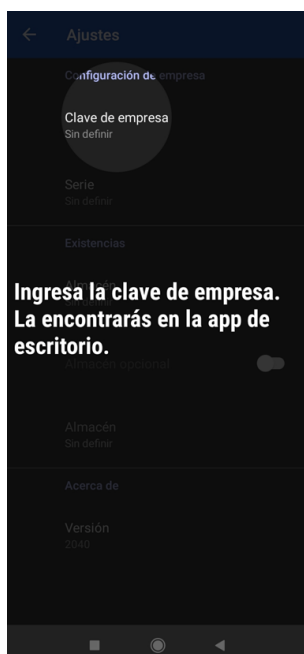 Ajustes
Configuración de empresa
Clave de empresa
Sin definir
Serie
Sin definir
Existencias
Almacén
Ingresa la clave de empresa.
La encontrarás en la app de
escritorio.
Almacén opcional
Almacén
Sin definir
Acerca de
Versión
2040